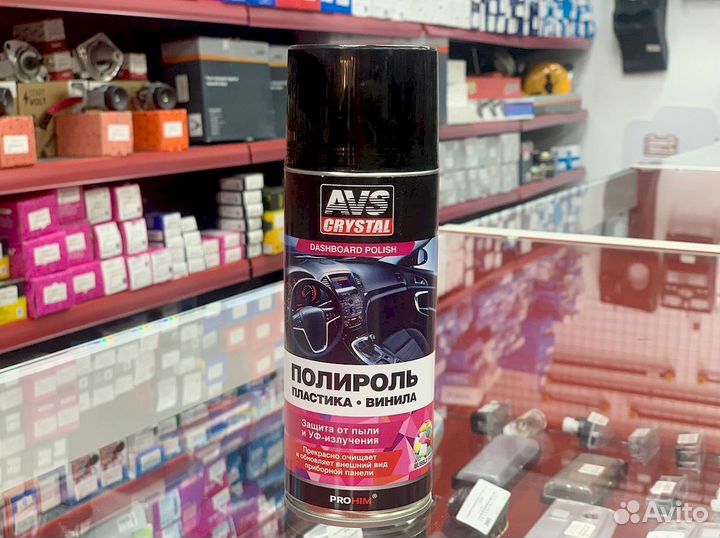 AVS
CRYSTAL
DASHBOARD POLISH
ПОЛИРОЛЬ
ПЛАСТИКА • ВИНИЛА
Защита от пыли
и УФ-излучения
Прекрасно очищает
и обновляет внешний вид
приборной панели
PROHIM®
VOLT
Avito